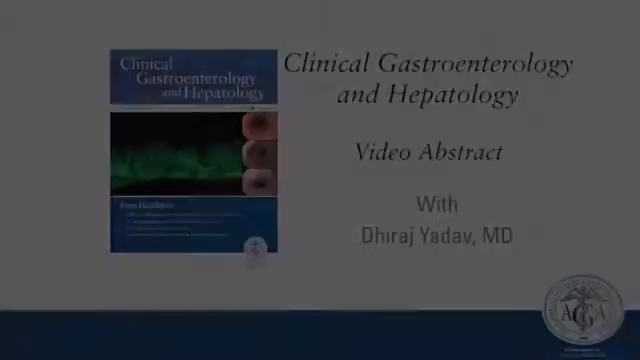 Clinical
Gastroenterology
and Hepatology
Clinical Gastroenterology
and Hepatology
Video Abstract
With
Dhiraj Yadav, MD
AGA